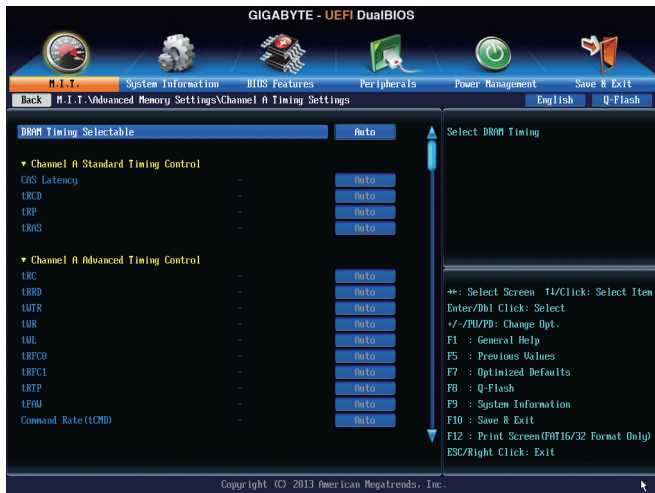 GIGABYTE - UEFI DualBIOS
M.I.T. System Information BIOS Features Peripherals Power Management Save & Exit
Back M.I.T.\Advanced Memory Settings\Channel A Timing Settings English Q-Flash
DRAM Timing Selectable Auto
▼ Channel A Standard Timing Control
CAS Latency - Auto
tRCD - Auto
tRP - Auto
tRAS - Auto
▼ Channel A Advanced Timing Control
tRC - Auto
tRRD - Auto
tWTR - Auto
tWR - Auto
tWL - Auto
tRFC0 - Auto
tRFC1 - Auto
tRTP - Auto
tFAW - Auto
Command Rate(tCMD) - Auto
Select DRAM Timing
→←: Select Screen ↑↓/Click: Select Item
Enter/Dbl Click: Select
+/-/PU/PD: Change Opt.
F1 : General Help
F5 : Previous Values
F7 : Optimized Defaults
F8 : Q-Flash
F9 : System Information
F10 : Save & Exit
F12 : Print Screen(FAT16/32 Format Only)
ESC/Right Click: Exit
Copyright (C) 2013 American Megatrends, Inc.